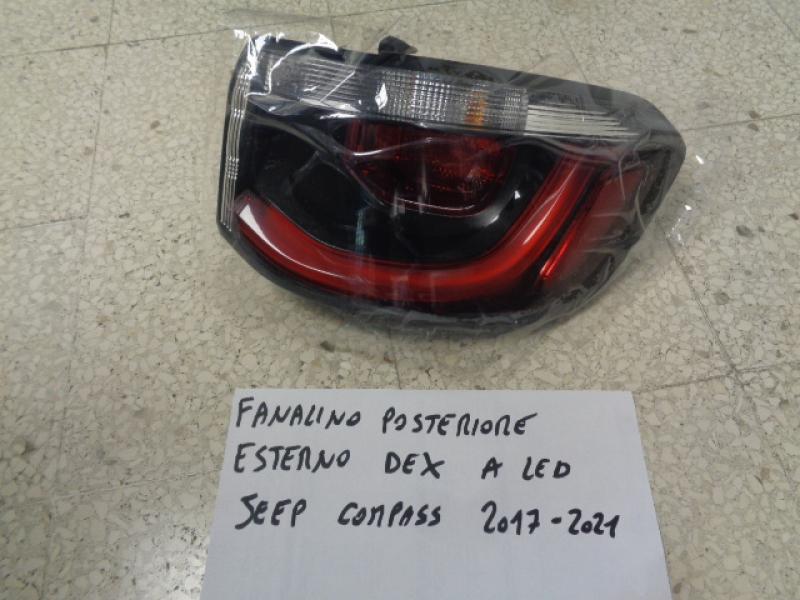 FANALINO POSTERIORE
ESTERNO DEX A LED
JEEP COMPASS 2017-2021